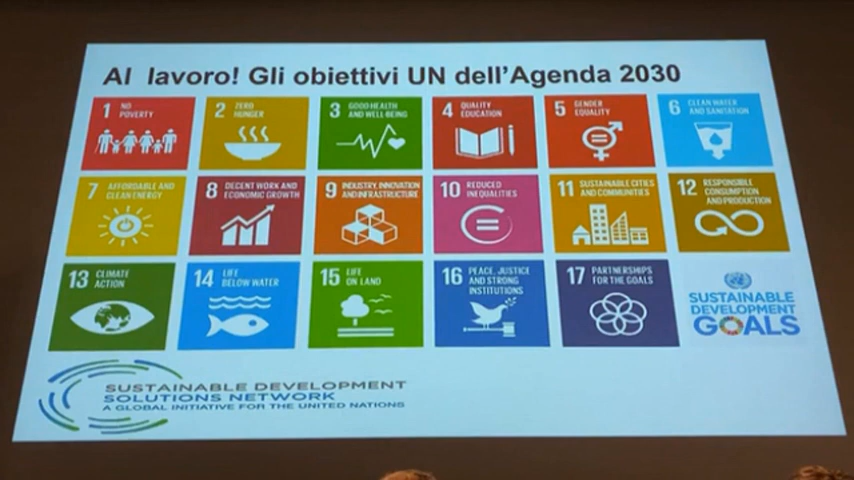 Al lavoro! Gli obiettivi UN dell'Agenda 2030
1 NO
POVERTY
2 ZERO
HUNGER
3 GOOD HEALTH
AND WELL-BEING
4 QUALITY
EDUCATION
5 GENDER
EQUALITY
6 CLEAN WATER
AND SANITATION
7 AFFORDABLE AND
CLEAN ENERGY
8 DECENT WORK AND
ECONOMIC GROWTH
9 INDUSTRY, INNOVATION
AND INFRASTRUCTURE
10 REDUCED
INEQUALITIES
11 SUSTAINABLE CITIES
AND COMMUNITIES
12 RESPONSIBLE
CONSUMPTION
AND PRODUCTION
13 CLIMATE
ACTION
14 LIFE
BELOW WATER
15 LIFE
ON LAND
16 PEACE, JUSTICE
AND STRONG
INSTITUTIONS
17 PARTNERSHIPS
FOR THE GOALS
SUSTAINABLE
DEVELOPMENT
GOALS
SUSTAINABLE DEVELOPMENT
SOLUTIONS NETWORK
A GLOBAL INITIATIVE FOR THE UNITED NATIONS